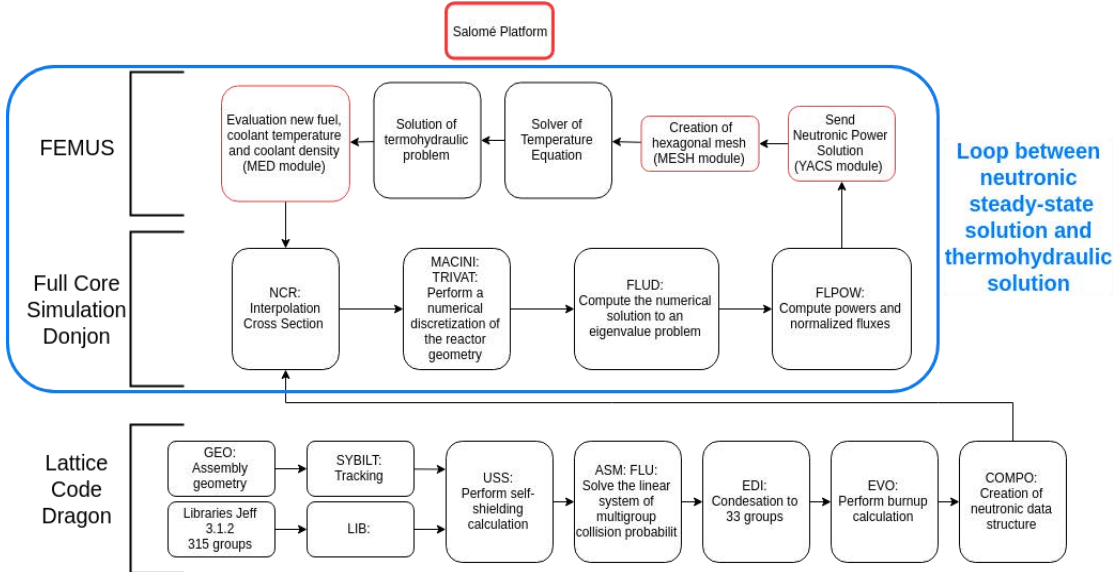 Salomé Platform
FEMUS
Evaluation new fuel,
coolant temperature
and coolant density
(MED module)
Solution of
termohydraulic
problem
Solver of
Temperature
Equation
Creation of
hexagonal mesh
(MESH module)
Send
Neutronic Power
Solution
(YACS module)
Loop between
neutronic
steady-state
solution and
thermohydraulic
solution
Full Core
Simulation
Donjon
NCR:
Interpolation
Cross Section
MACINI:
TRIVAT:
Perform a
numerical
discretization of
the reactor
geometry
FLUD:
Compute the numerical
solution to an
eigenvalue problem
FLPOW:
Compute powers and
normalized fluxes
Lattice
Code
Dragon
GEO:
Assembly
geometry
SYBILT:
Tracking
Libraries Jeff
3.1.2
315 groups
LIB:
USS:
Perform self-
shielding
calculation
ASM: FLU:
Solve the linear
system of
multigroup
collision probabilit
EDI:
Condesation to
33 groups
EVO:
Perform burnup
calculation
COMPO:
Creation of
neutronic data
structure